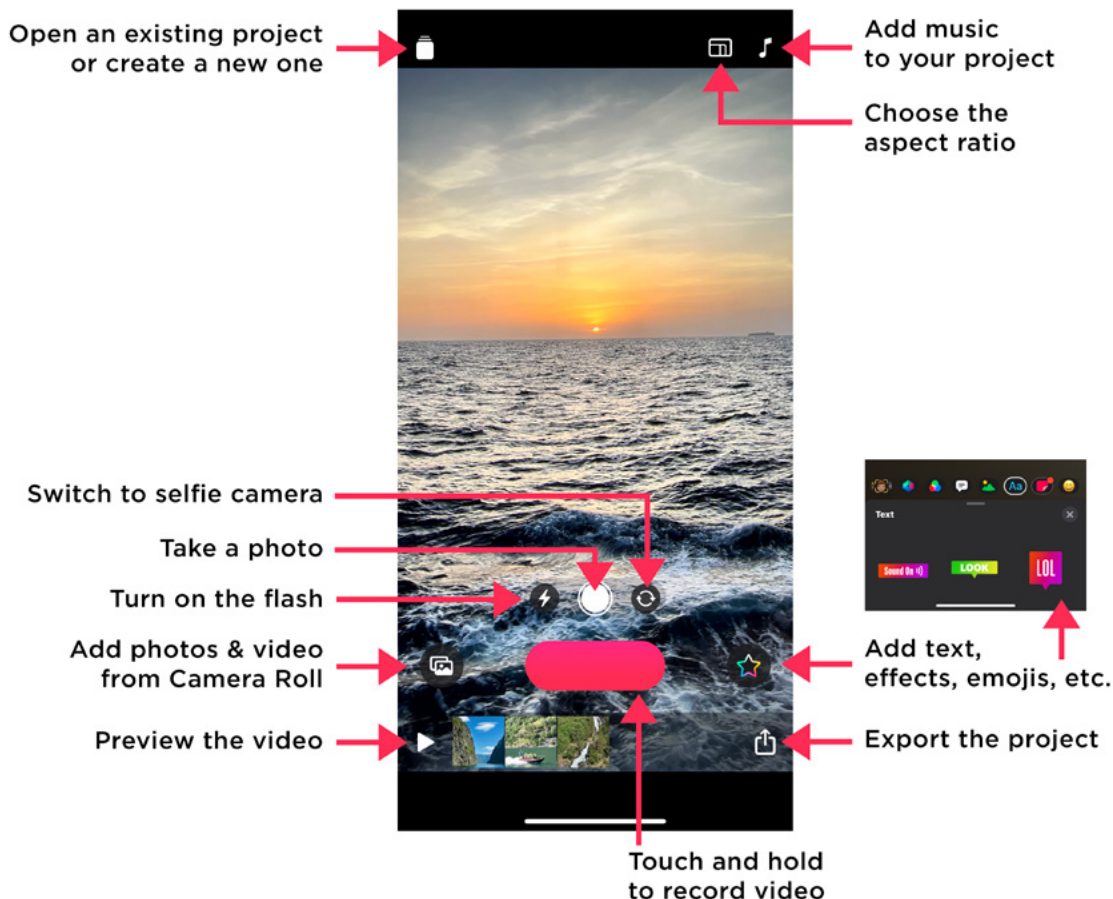 Open an existing project
or create a new one
Add music
to your project
Choose the
aspect ratio
Switch to selfie camera
Take a photo
Turn on the flash
Add photos & video
from Camera Roll
Preview the video
Aa
Text
Sound On
LOOK
LOL
Add text,
effects, emojis, etc.
Export the project
Touch and hold
to record video